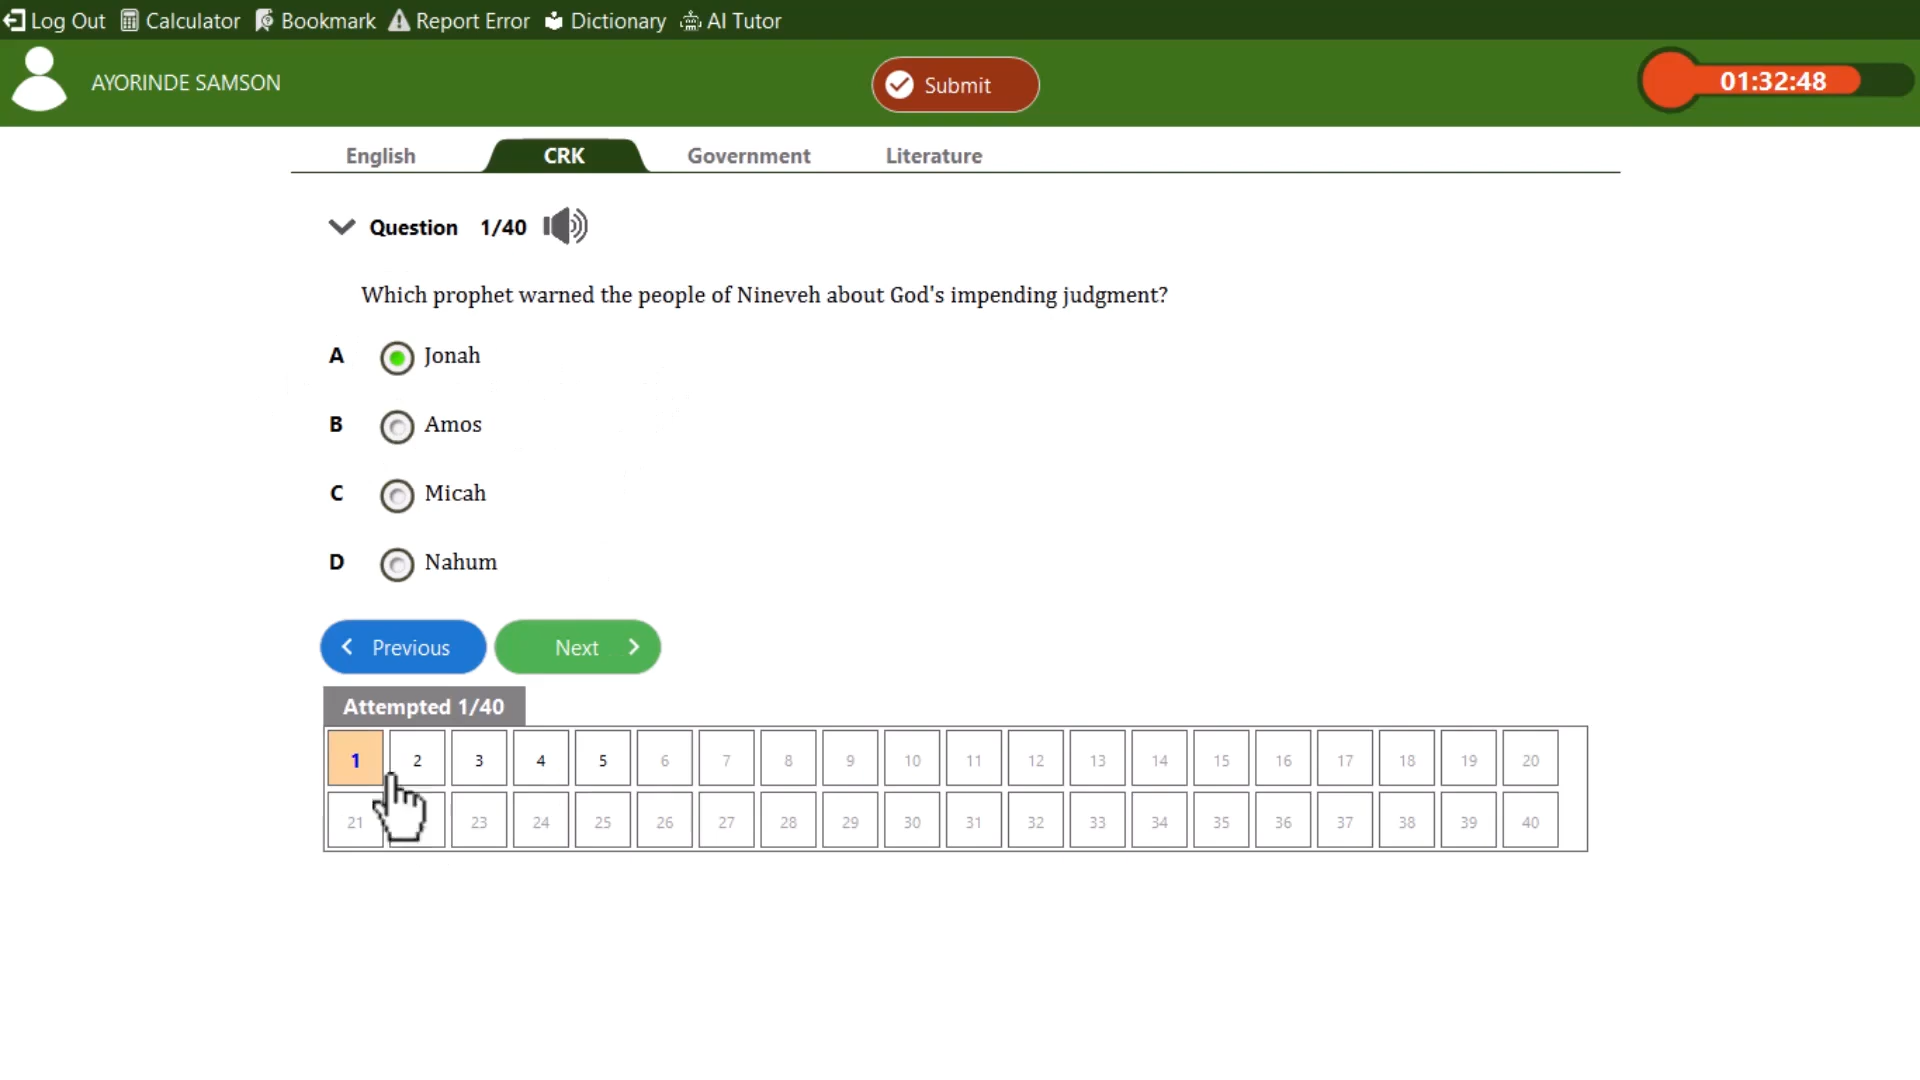 Log Out Calculator Bookmark Report Error Dictionary AI Tutor
AYORINDE SAMSON
Submit
01:32:48
English CRK Government Literature
Question 1/40
Which prophet warned the people of Nineveh about God's impending judgment?
A Jonah
B Amos
C Micah
D Nahum
Previous Next
Attempted 1/40
1 2 3 4 5 6 7 8 9 10 11 12 13 14 15 16 17 18 19 20
21 23 24 25 26 27 28 29 30 31 32 33 34 35 36 37 38 39 40